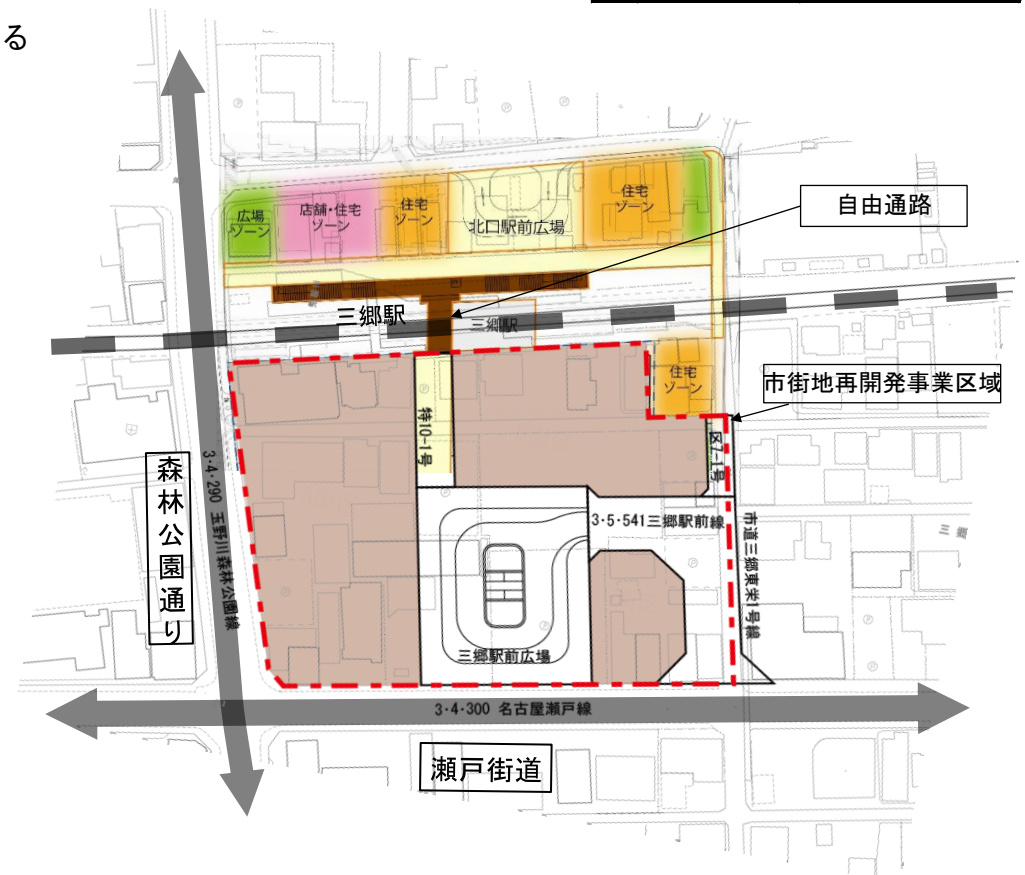 る
広場
ゾーン
店舗・住宅
ゾーン
住宅
ゾーン
北口駅前広場
住宅
ゾーン
自由通路
三郷駅
三郷駅
住宅
ゾーン
市街地再開発事業区域
特10-1号
区7-1号
森林公園通り
3・4・290 玉野川森林公園線
3・5・541三郷駅前線
市道三郷東栄1号線
三郷駅前広場
3・4・300 名古屋瀬戸線
瀬戸街道